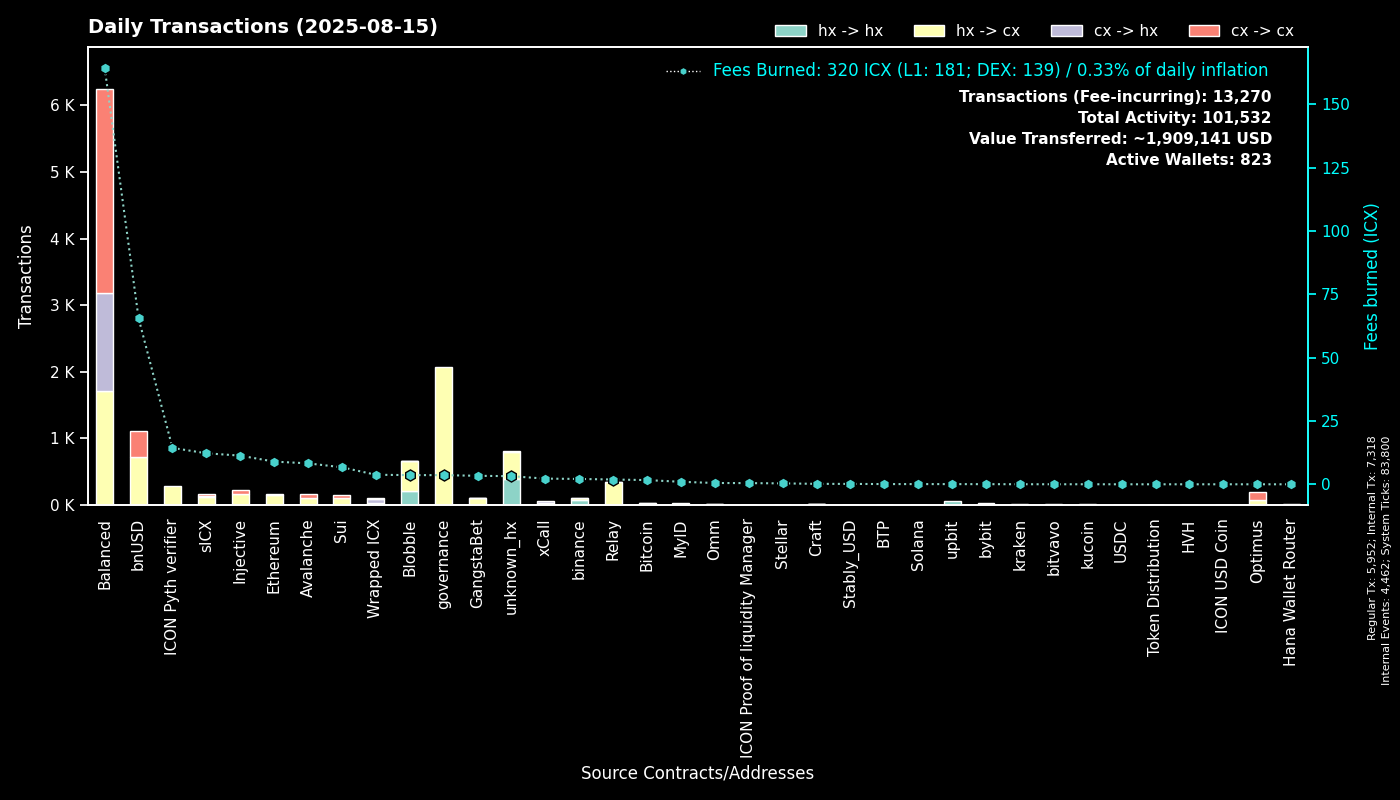 Daily Transactions (2025-08-15)
hx -> hx
hx -> cx
cx -> hx
cx -> cx
Fees Burned: 320 ICX (L1: 181; DEX: 139) / 0.33% of daily inflation
Transactions (Fee-incurring): 13,270
Total Activity: 101,532
Value Transferred: ~1,909,141 USD
Active Wallets: 823
Transactions
6 K
5 K
4 K
3 K
2 K
1 K
0 K
150
125
100
75
50
25
0
Fees burned (ICX)
Balanced
bnUSD
ICON Pyth verifier
sICX
Injective
Ethereum
Avalanche
Sui
Wrapped ICX
Blobble
governance
GangstaBet
unknown_hx
xCall
binance
Relay
Bitcoin
MyID
Omm
ICON Proof of liquidity Manager
Stellar
Craft
Stably_USD
BTP
Solana
upbit
bybit
kraken
bitvavo
kucoin
USDC
Token Distribution
HVH
ICON USD Coin
Optimus
Hana Wallet Router
Source Contracts/Addresses
Regular Tx: 5,952; Internal Tx: 7,318
Internal Events: 4,462; System Ticks: 83,800